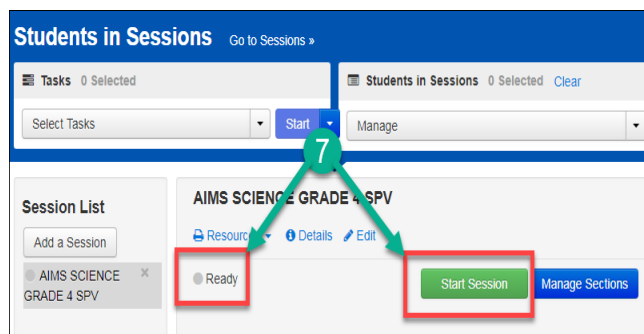 Students in Sessions Go to Sessions »
Tasks 0 Selected
Select Tasks
Start
Students in Sessions 0 Selected Clear
Manage
7
Session List
Add a Session
AIMS SCIENCE ×
GRADE 4 SPV
AIMS SCIENCE GRADE 4 SPV
Details
Edit
Ready
Start Session
Manage Sections